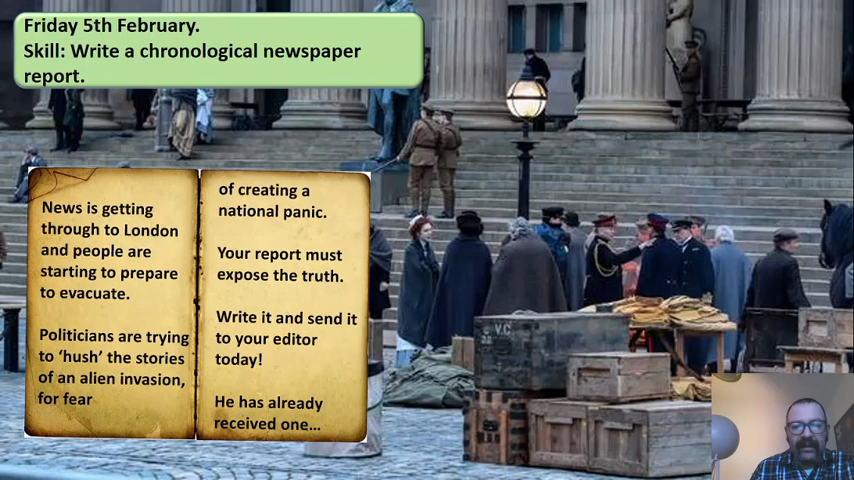 Friday 5th February.
Skill: Write a chronological newspaper
report.
News is getting
through to London
and people are
starting to prepare
to evacuate.
Politicians are trying
to ‘hush’ the stories
of an alien invasion,
for fear
of creating a
national panic.
Your report must
expose the truth.
Write it and send it
to your editor
today!
He has already
received one…
V.C